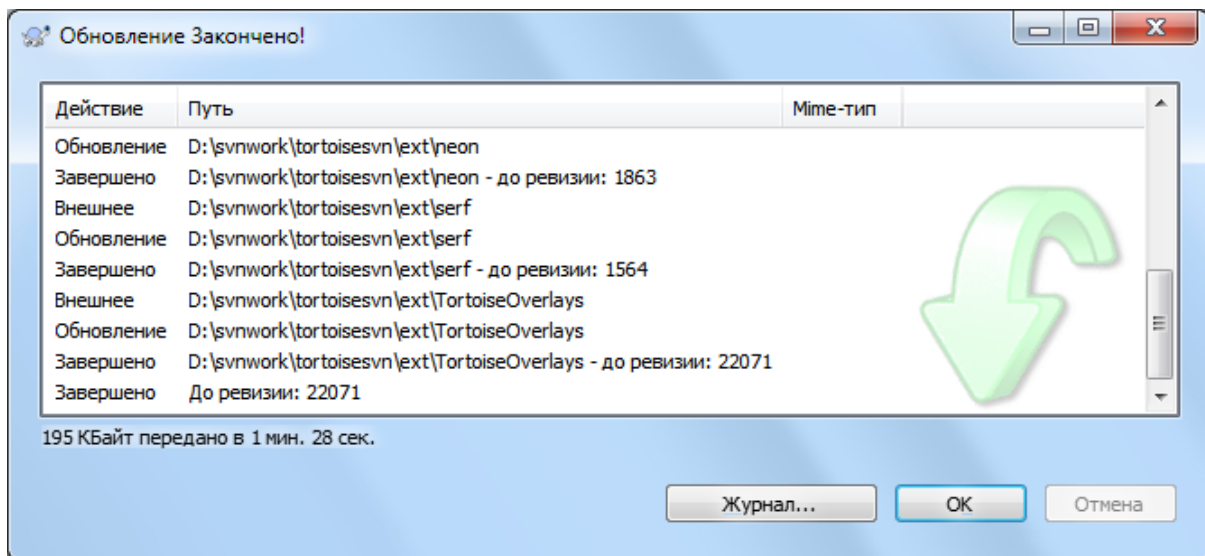 Обновление Закончено!
Действие Путь Mime-тип
Обновление D:\svnwork\tortoisesvn\ext\neon
Завершено D:\svnwork\tortoisesvn\ext\neon - до ревизии: 1863
Внешнее D:\svnwork\tortoisesvn\ext\serf
Обновление D:\svnwork\tortoisesvn\ext\serf
Завершено D:\svnwork\tortoisesvn\ext\serf - до ревизии: 1564
Внешнее D:\svnwork\tortoisesvn\ext\TortoiseOverlays
Обновление D:\svnwork\tortoisesvn\ext\TortoiseOverlays
Завершено D:\svnwork\tortoisesvn\ext\TortoiseOverlays - до ревизии: 22071
Завершено До ревизии: 22071
195 КБайт передано в 1 мин. 28 сек.
Журнал... ОК Отмена